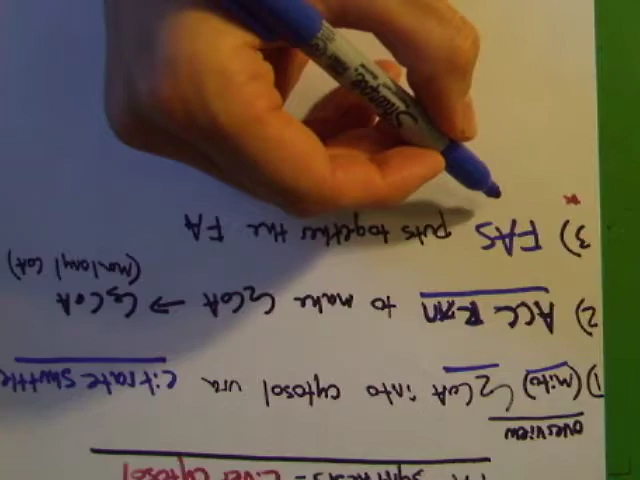 FA synthesis = Liver cytosol
overview
1) (mito) C2CoA into cytosol via citrate shuttle
2) ACC RXN to make C2CoA → C3CoA
(Malonyl CoA)
3) FAS puts together the FA
Sharpie